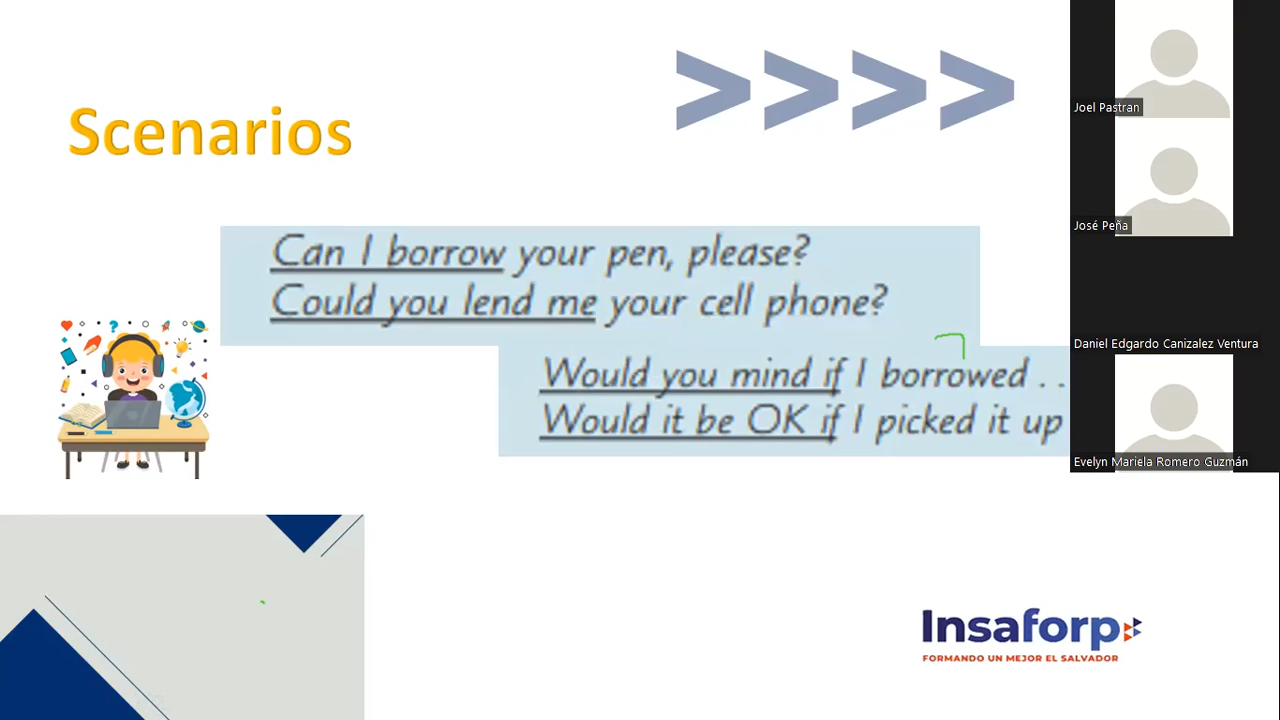 >>>>
Scenarios
Can I borrow your pen, please?
Could you lend me your cell phone?
Would you mind if I borrowed . .
Would it be OK if I picked it up
Insaforp
FORMANDO UN MEJOR EL SALVADOR
Joel Pastran
José Peña
Daniel Edgardo Canizalez Ventura
Evelyn Mariela Romero Guzmán